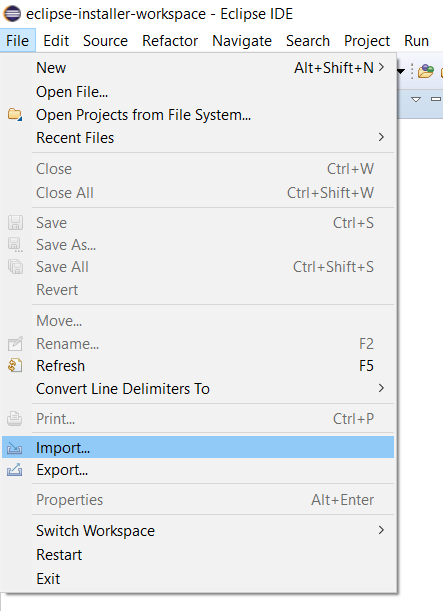 eclipse-installer-workspace - Eclipse IDE
File Edit Source Refactor Navigate Search Project Run
New Alt+Shift+N
Open File...
Open Projects from File System...
Recent Files
Close Ctrl+W
Close All Ctrl+Shift+W
Save Ctrl+S
Save As...
Save All Ctrl+Shift+S
Revert
Move...
Rename... F2
Refresh F5
Convert Line Delimiters To
Print... Ctrl+P
Import...
Export...
Properties Alt+Enter
Switch Workspace
Restart
Exit